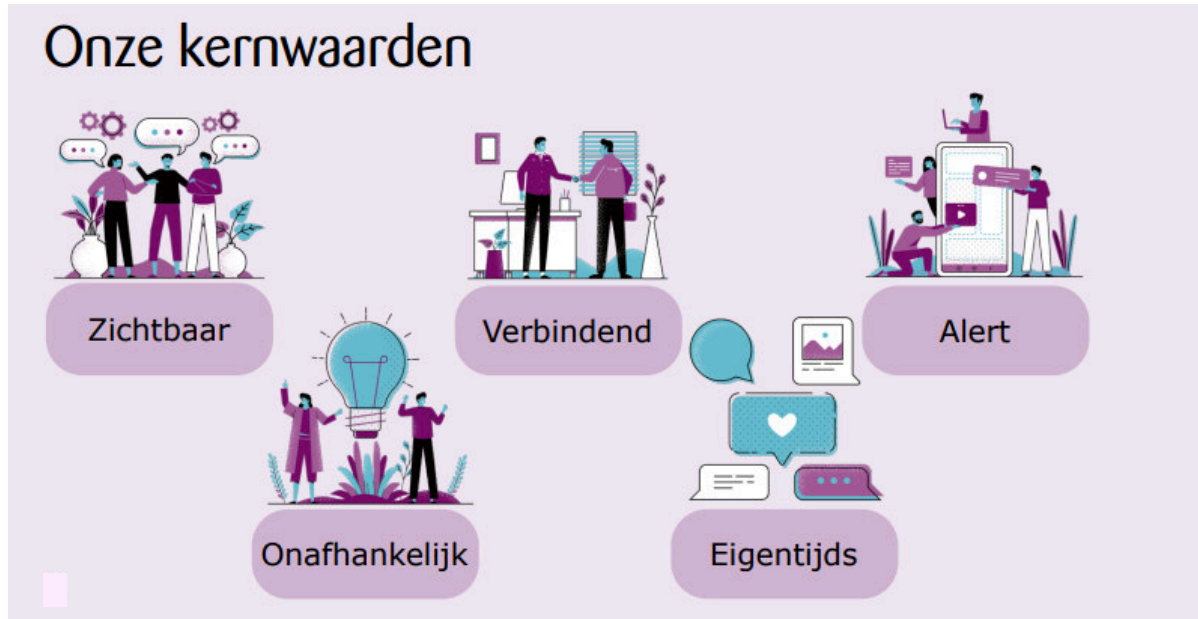 Onze kernwaarden
Zichtbaar
Verbindend
Alert
Onafhankelijk
Eigentijds